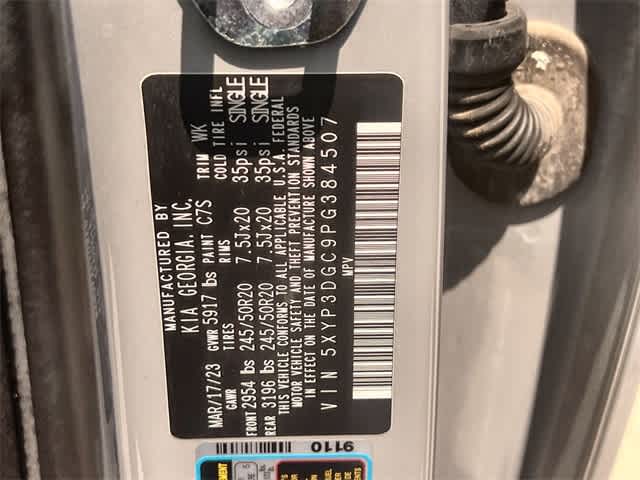 MANUFACTURED BY
KIA GEORGIA, INC.
MAR/17/23 GVWR 5917 lbs PAINT C7S TRIM WK
GAWR TIRES RIMS COLD TIRE INFL
FRONT 2954 lbs 245/50R20 7.5Jx20 35psi SINGLE
REAR 3196 lbs 245/50R20 7.5Jx20 35psi SINGLE
THIS VEHICLE CONFORMS TO ALL APPLICABLE U.S.A. FEDERAL
MOTOR VEHICLE SAFETY AND THEFT PREVENTION STANDARDS
IN EFFECT ON THE DATE OF MANUFACTURE SHOWN ABOVE
VIN 5XYP3DGC9PG384507
MPV
9110